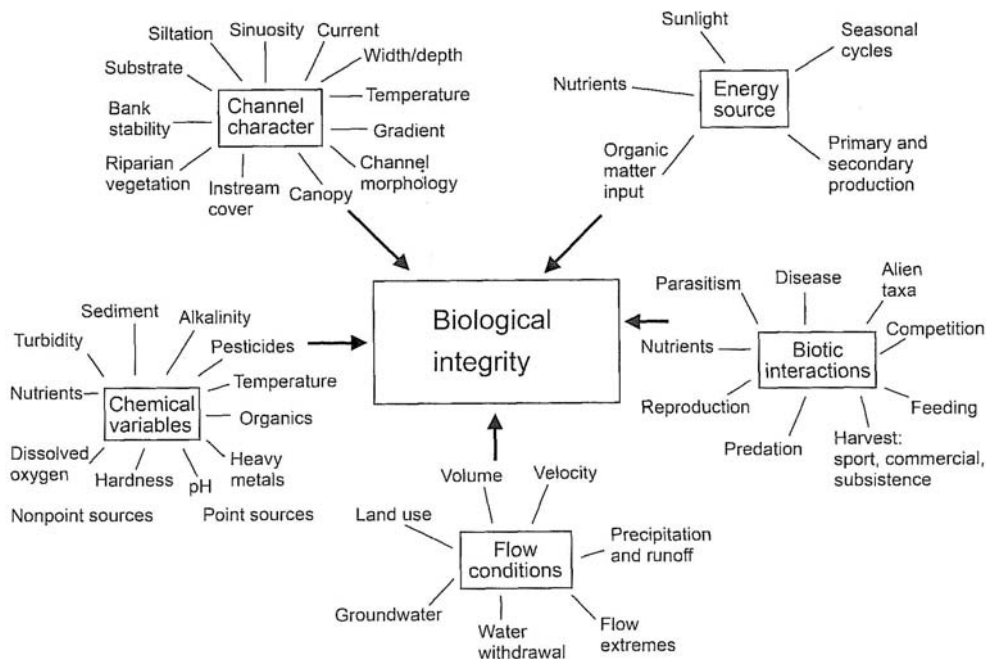 Siltation
Sinuosity
Current
Width/depth
Substrate
Temperature
Channel
character
Bank
stability
Gradient
Riparian
vegetation
Instream
cover
Canopy
Channel
morphology
Sunlight
Seasonal
cycles
Nutrients
Energy
source
Organic
matter
input
Primary and
secondary
production
Biological
integrity
Sediment
Alkalinity
Turbidity
Pesticides
Nutrients
Temperature
Chemical
variables
Organics
Dissolved
oxygen
Hardness
pH
Heavy
metals
Nonpoint sources
Point sources
Parasitism
Disease
Alien
taxa
Nutrients
Competition
Biotic
interactions
Reproduction
Feeding
Predation
Harvest:
sport, commercial,
subsistence
Volume
Velocity
Land use
Precipitation
and runoff
Flow
conditions
Groundwater
Water
withdrawal
Flow
extremes